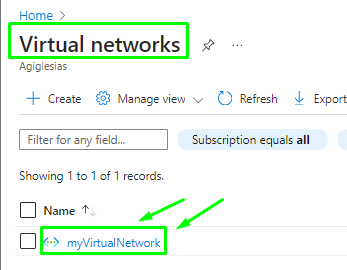 Home >
Virtual networks
Agiglesias
+ Create Manage view Refresh Export
Filter for any field... Subscription equals all
Showing 1 to 1 of 1 records.
Name ↑↓
myVirtualNetwork